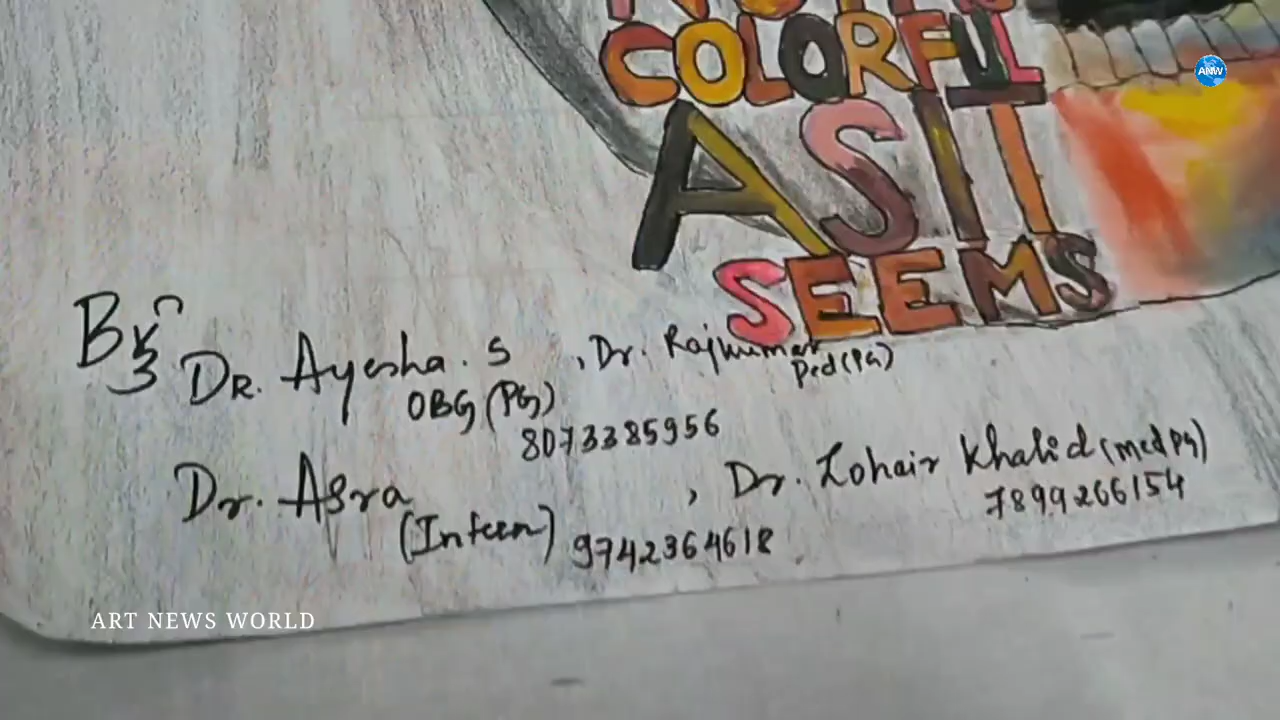 COLORFUL
AS IT
SEEMS
ANW
By
DR. Ayesha. S , Dr. Rajkumar
OBG (PG) Ped (PG)
8073385956
Dr. Asra , Dr. Zohair Khalid (med PG)
(Intern) 9742364618 7899266154
ART NEWS WORLD